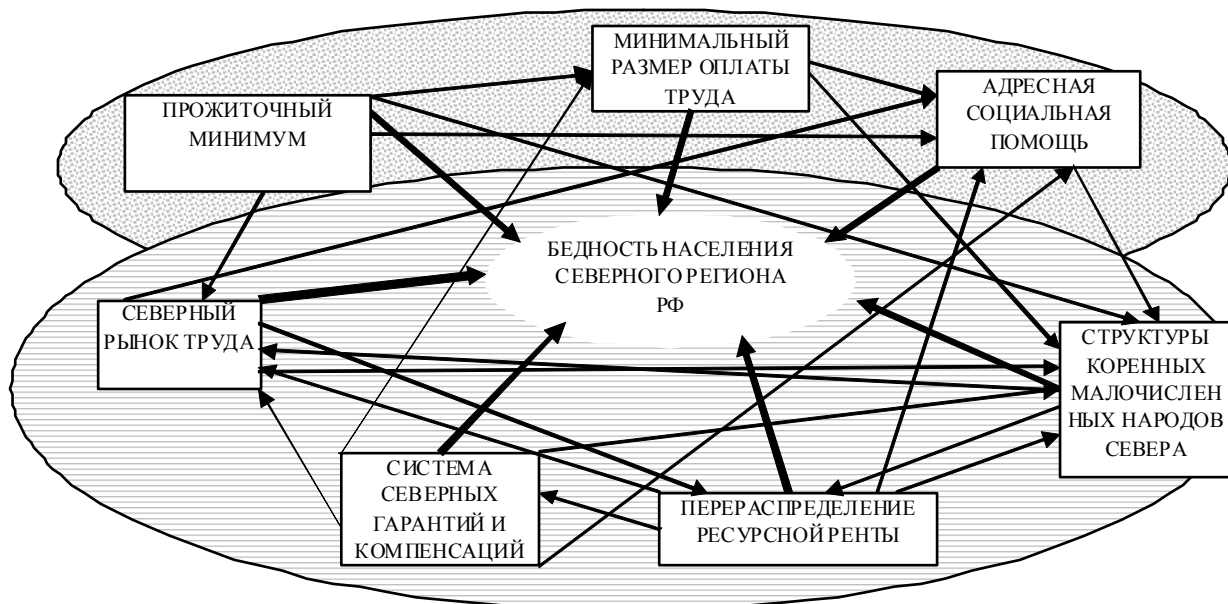 МИНИМАЛЬНЫЙ
РАЗМЕР ОПЛАТЫ
ТРУДА
АДРЕСНАЯ
СОЦИАЛЬНАЯ
ПОМОЩЬ
ПРОЖИТОЧНЫЙ
МИНИМУМ
БЕДНОСТЬ НАСЕЛЕНИЯ
СЕВЕРНОГО РЕГИОНА
РФ
СЕВЕРНЫЙ
РЫНОК ТРУДА
СТРУКТУРЫ
КОРЕННЫХ
МАЛОЧИСЛЕН
НЫХ НАРОДОВ
СЕВЕРА
СИСТЕМА
СЕВЕРНЫХ
ГАРАНТИЙ И
КОМПЕНСАЦИЙ
ПЕРЕРАСПРЕДЕЛЕНИЕ
РЕСУРСНОЙ РЕНТЫ